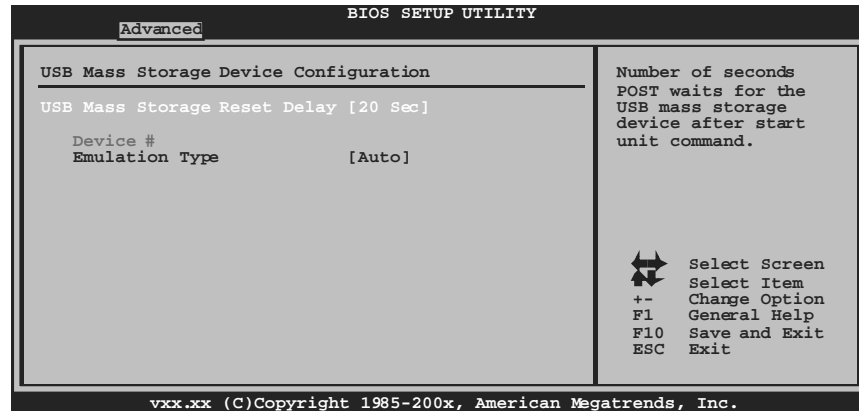 BIOS SETUP UTILITY
Advanced
USB Mass Storage Device Configuration
USB Mass Storage Reset Delay [20 Sec]
Device #
Emulation Type [Auto]
Number of seconds
POST waits for the
USB mass storage
device after start
unit command.
Select Screen
Select Item
+- Change Option
F1 General Help
F10 Save and Exit
ESC Exit
vxx.xx (C)Copyright 1985-200x, American Megatrends, Inc.